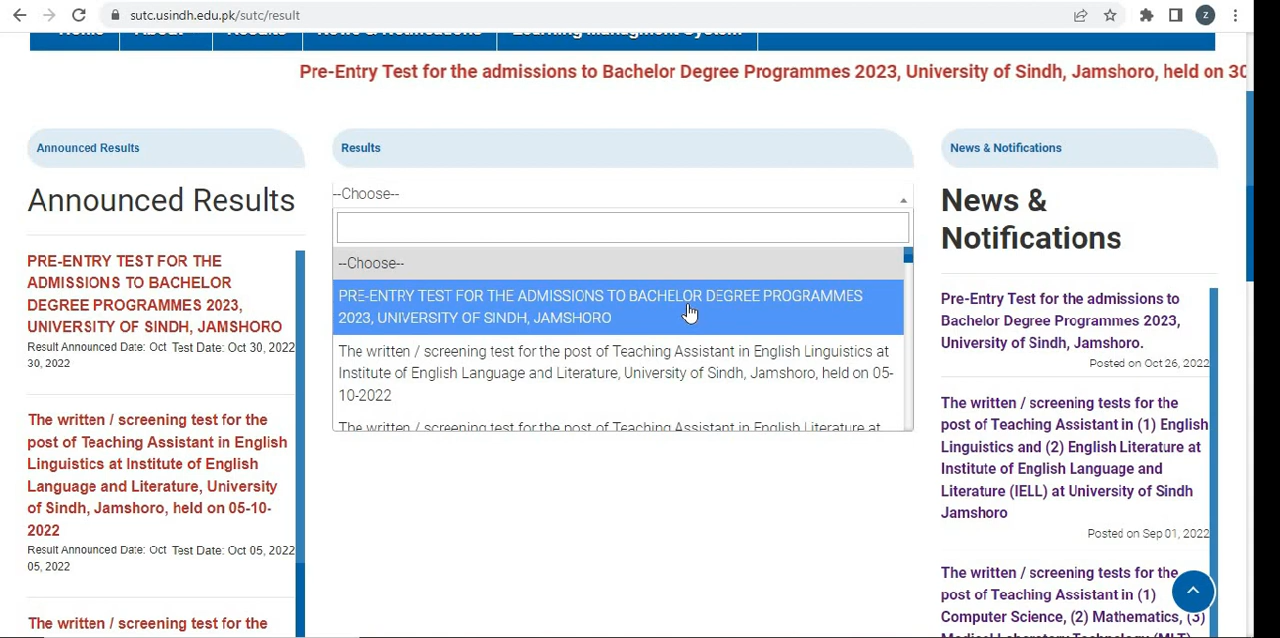 sutc.usindh.edu.pk/sutc/result
Z
Home
About
Results
News & Notifications
Learning Managment System
Pre-Entry Test for the admissions to Bachelor Degree Programmes 2023, University of Sindh, Jamshoro, held on 30
Announced Results
Announced Results
PRE-ENTRY TEST FOR THE
ADMISSIONS TO BACHELOR
DEGREE PROGRAMMES 2023,
UNIVERSITY OF SINDH, JAMSHORO
Result Announced Date: Oct Test Date: Oct 30, 2022
30, 2022
The written / screening test for the
post of Teaching Assistant in English
Linguistics at Institute of English
Language and Literature, University
of Sindh, Jamshoro, held on 05-10-
2022
Result Announced Date: Oct Test Date: Oct 05, 2022
05, 2022
The written / screening test for the
Results
--Choose--
--Choose--
PRE-ENTRY TEST FOR THE ADMISSIONS TO BACHELOR DEGREE PROGRAMMES
2023, UNIVERSITY OF SINDH, JAMSHORO
The written / screening test for the post of Teaching Assistant in English Linguistics at
Institute of English Language and Literature, University of Sindh, Jamshoro, held on 05-
10-2022
The written / screening test for the post of Teaching Assistant in English Literature at
News & Notifications
News &
Notifications
Pre-Entry Test for the admissions to
Bachelor Degree Programmes 2023,
University of Sindh, Jamshoro.
Posted on Oct 26, 2022
The written / screening tests for the
post of Teaching Assistant in (1) English
Linguistics and (2) English Literature at
Institute of English Language and
Literature (IELL) at University of Sindh
Jamshoro
Posted on Sep 01, 2022
The written / screening tests for the
post of Teaching Assistant in (1)
Computer Science, (2) Mathematics, (3)
Medical Laboratory Technology (MLT)